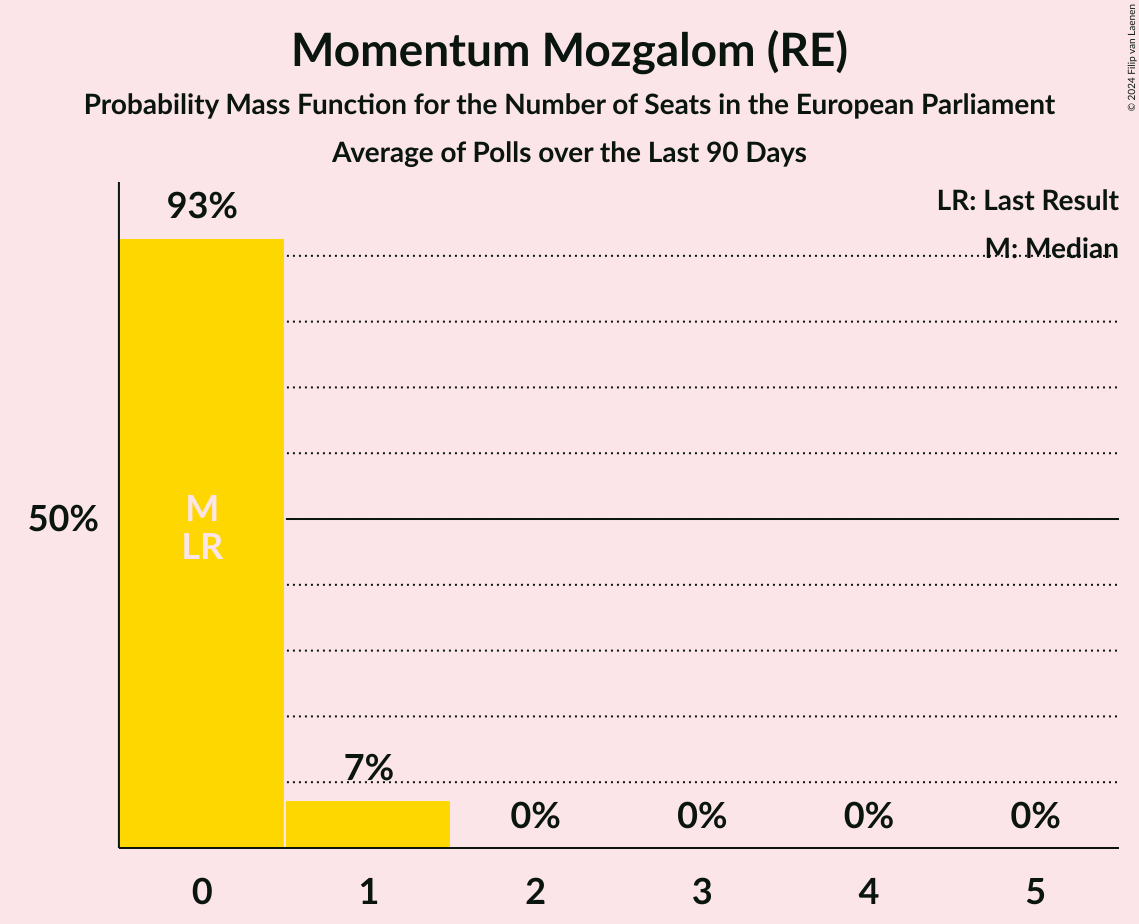 Momentum Mozgalom (RE)
Probability Mass Function for the Number of Seats in the European Parliament
Average of Polls over the Last 90 Days
© 2024 Filip van Laenen
LR: Last Result
M: Median
93%
50%
M
LR
7%
0%
0%
0%
0%
0
1
2
3
4
5